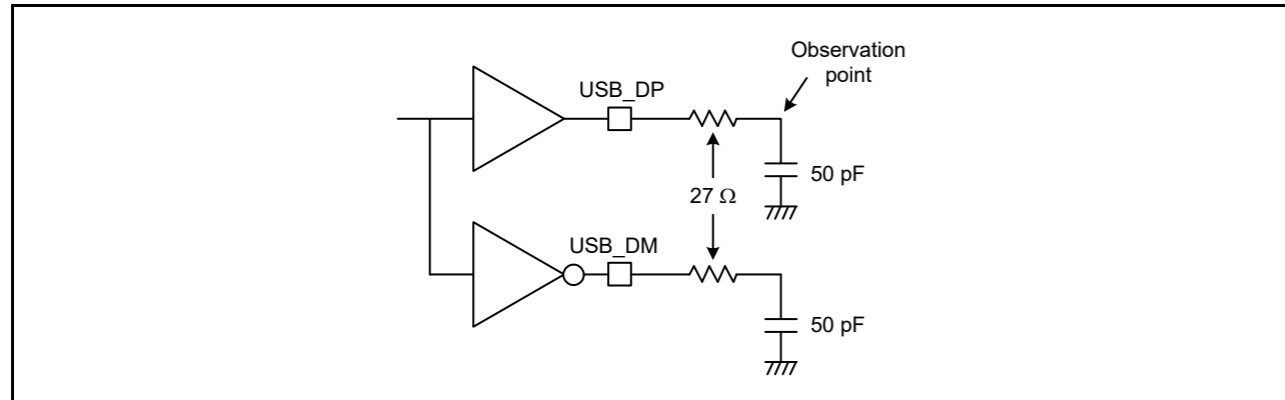 Observation
point
USB_DP
50 pF
27 Ω
USB_DM
50 pF